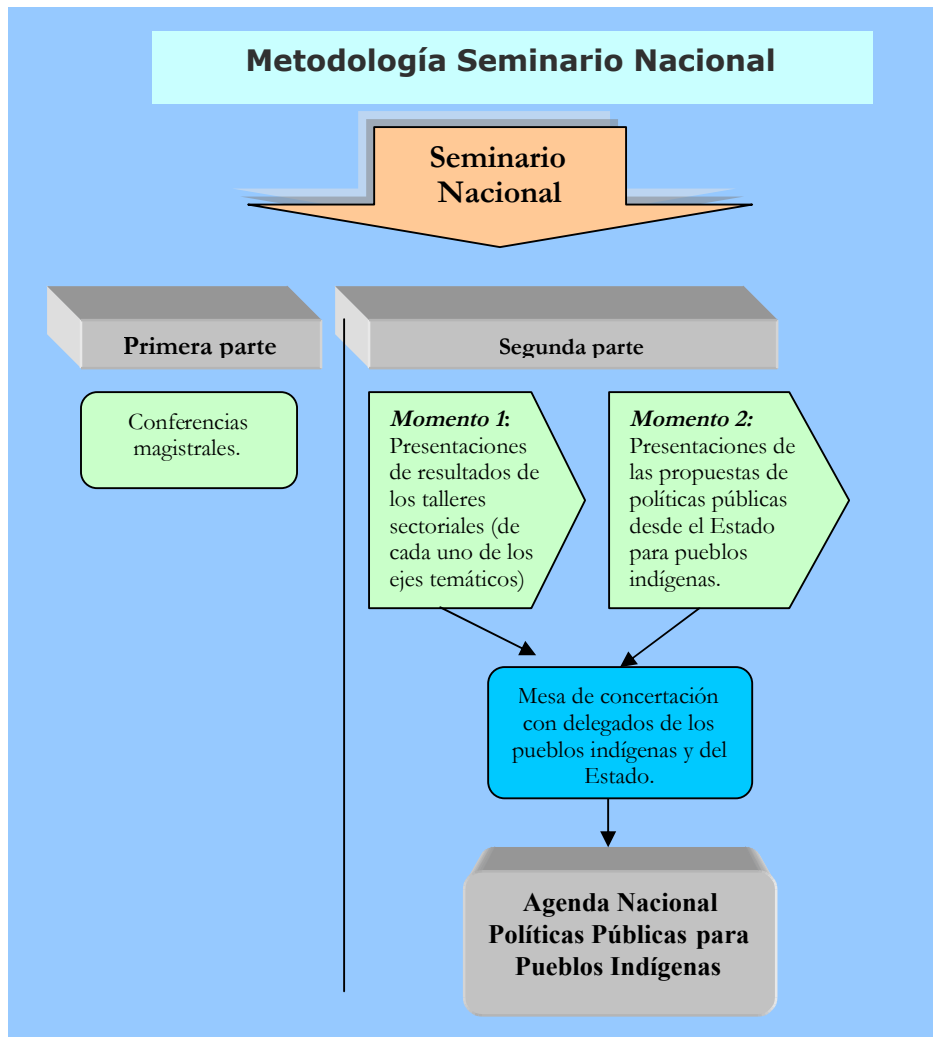 Metodología Seminario Nacional
Seminario
Nacional
Primera parte
Conferencias
magistrales.
Segunda parte
Momento 1:
Presentaciones
de resultados de
los talleres
sectoriales (de
cada uno de los
ejes temáticos)
Momento 2:
Presentaciones de
las propuestas de
políticas públicas
desde el Estado
para pueblos
indígenas.
Mesa de concertación
con delegados de los
pueblos indígenas y del
Estado.
Agenda Nacional
Políticas Públicas para
Pueblos Indígenas